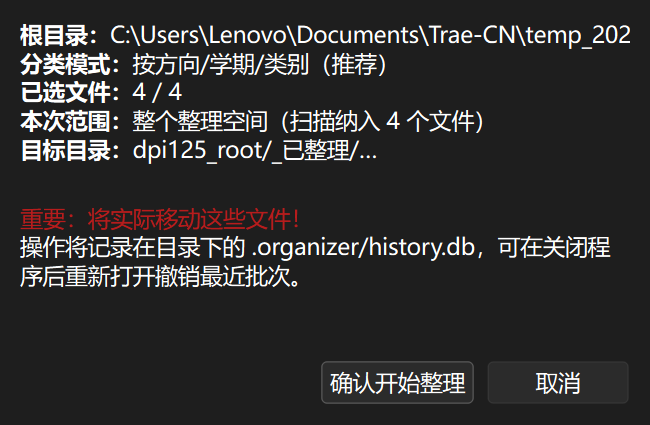 根目录：C:\Users\Lenovo\Documents\Trae-CN\temp_202
分类模式：按方向/学期/类别（推荐）
已选文件：4 / 4
本次范围：整个整理空间（扫描纳入 4 个文件）
目标目录：dpi125_root/_已整理/...
重要：将实际移动这些文件！
操作将记录在目录下的 .organizer/history.db，可在关闭程
序后重新打开撤销最近批次。
确认开始整理 取消